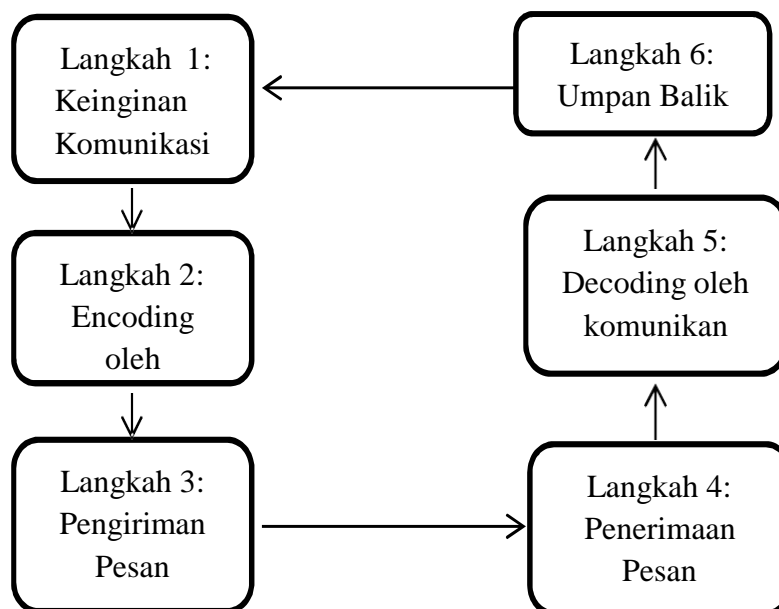 Langkah 1:
Keinginan
Komunikasi
Langkah 2:
Encoding
oleh
Langkah 3:
Pengiriman
Pesan
Langkah 4:
Penerimaan
Pesan
Langkah 5:
Decoding oleh
komunikan
Langkah 6:
Umpan Balik